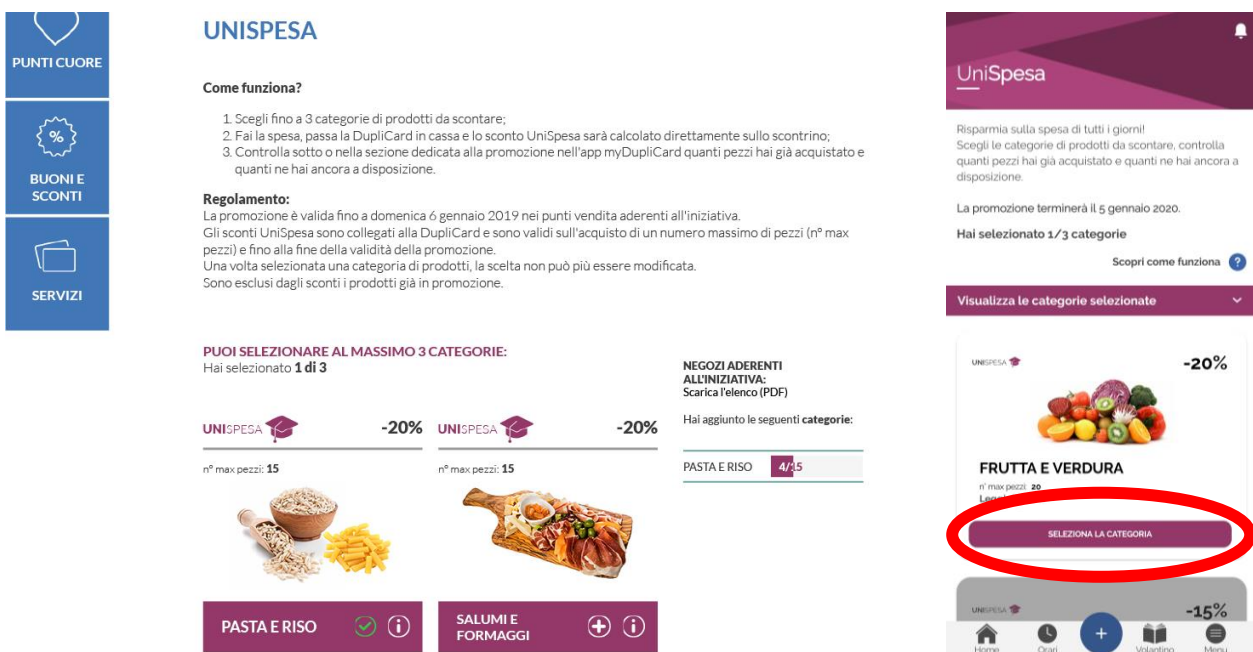 PUNTI CUORE
%
BUONI E
SCONTI
SERVIZI
UNISPESA
Come funziona?
1. Scegli fino a 3 categorie di prodotti da scontare;
2. Fai la spesa, passa la DupliCard in cassa e lo sconto UniSpesa sarà calcolato direttamente sullo scontrino;
3. Controlla sotto o nella sezione dedicata alla promozione nell'app myDupliCard quanti pezzi hai già acquistato e
quanti ne hai ancora a disposizione.
Regolamento:
La promozione è valida fino a domenica 6 gennaio 2019 nei punti vendita aderenti all'iniziativa.
Gli sconti UniSpesa sono collegati alla DupliCard e sono validi sull'acquisto di un numero massimo di pezzi (n° max
pezzi) e fino alla fine della validità della promozione.
Una volta selezionata una categoria di prodotti, la scelta non può più essere modificata.
Sono esclusi dagli sconti i prodotti già in promozione.
PUOI SELEZIONARE AL MASSIMO 3 CATEGORIE:
Hai selezionato 1 di 3
UNISPESA -20%
n° max pezzi: 15
PASTA E RISO
UNISPESA -20%
n° max pezzi: 15
SALUMI E
FORMAGGI
NEGOZI ADERENTI
ALL'INIZIATIVA:
Scarica l'elenco (PDF)
Hai aggiunto le seguenti categorie:
PASTA E RISO 4/15
UniSpesa
Risparmia sulla spesa di tutti i giorni!
Scegli le categorie di prodotti da scontare, controlla
quanti pezzi hai già acquistato e quanti ne hai ancora a
disposizione.
La promozione terminerà il 5 gennaio 2020.
Hai selezionato 1/3 categorie
Scopri come funziona ?
Visualizza le categorie selezionate
UNISPESA -20%
FRUTTA E VERDURA
n° max pezzi: 20
SELEZIONA LA CATEGORIA
UNISPESA -15%
Home Orari + Volantino Menu